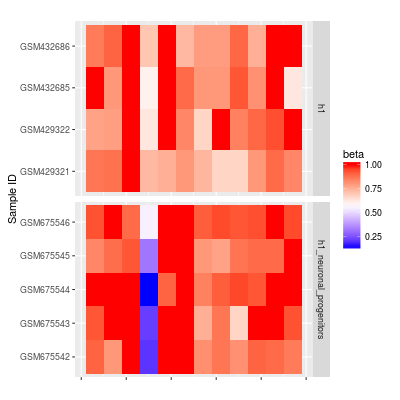 GSM432686
GSM432685
GSM429322
GSM429321
h1
GSM675546
GSM675545
GSM675544
GSM675543
GSM675542
h1_neuronal_progenitors
Sample ID
beta
1.00
0.75
0.50
0.25